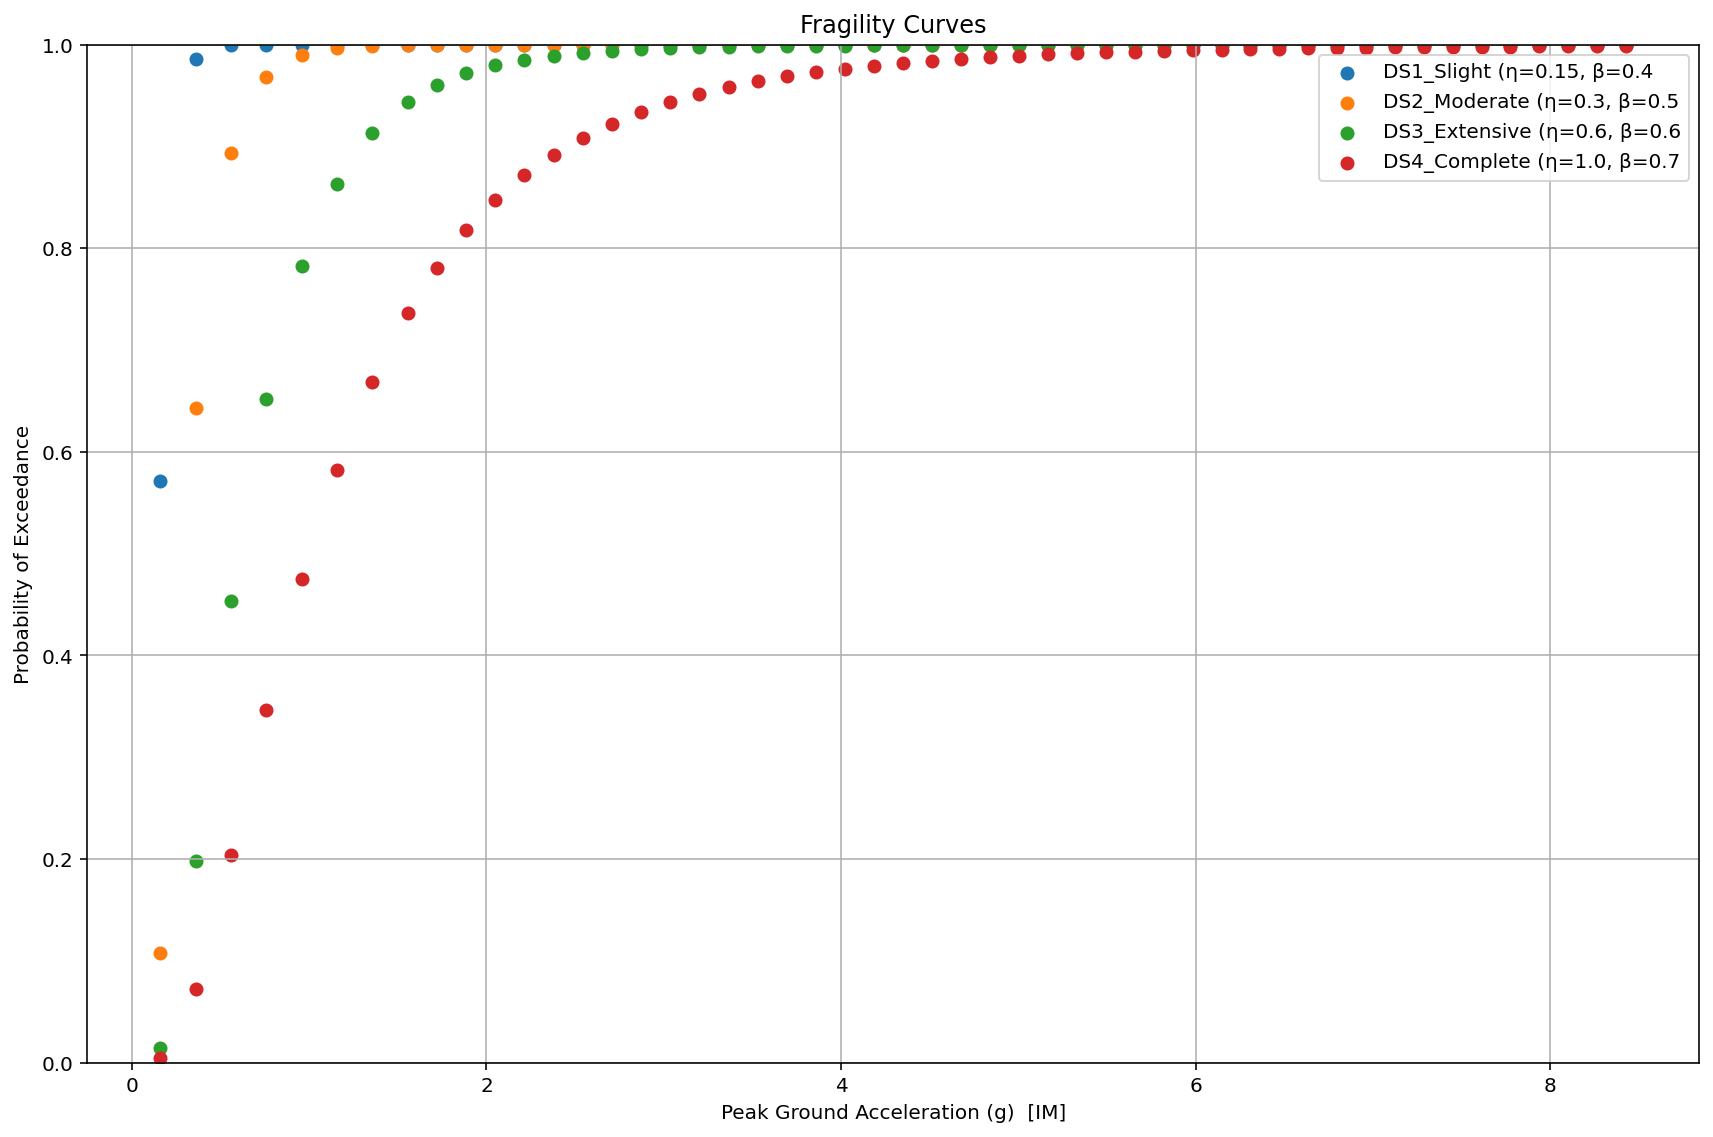 Fragility Curves
1.0
0.8
0.6
0.4
0.2
0.0
Probability of Exceedance
DS1_Slight (η=0.15, β=0.4
DS2_Moderate (η=0.3, β=0.5
DS3_Extensive (η=0.6, β=0.6
DS4_Complete (η=1.0, β=0.7
0 2 4 6 8
Peak Ground Acceleration (g)  [IM]